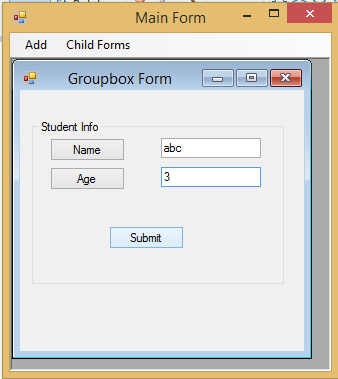 Main Form
Add Child Forms
Groupbox Form
Student Info
Name abc
Age 3
Submit